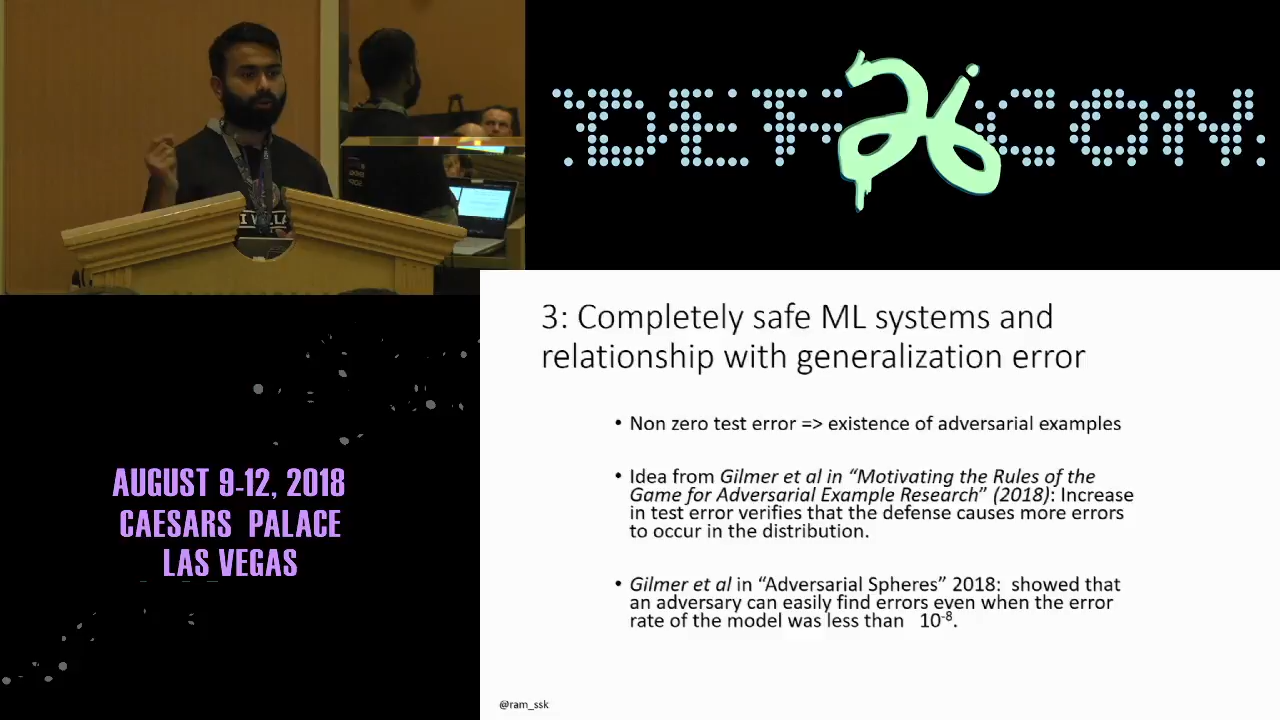 DEF CON 26
3: Completely safe ML systems and
relationship with generalization error
• Non zero test error => existence of adversarial examples
• Idea from Gilmer et al in “Motivating the Rules of the
Game for Adversarial Example Research” (2018): Increase
in test error verifies that the defense causes more errors
to occur in the distribution.
• Gilmer et al in “Adversarial Spheres” 2018:  showed that
an adversary can easily find errors even when the error
rate of the model was less than   10-8.
@ram_ssk
AUGUST 9-12, 2018
CAESARS PALACE
LAS VEGAS